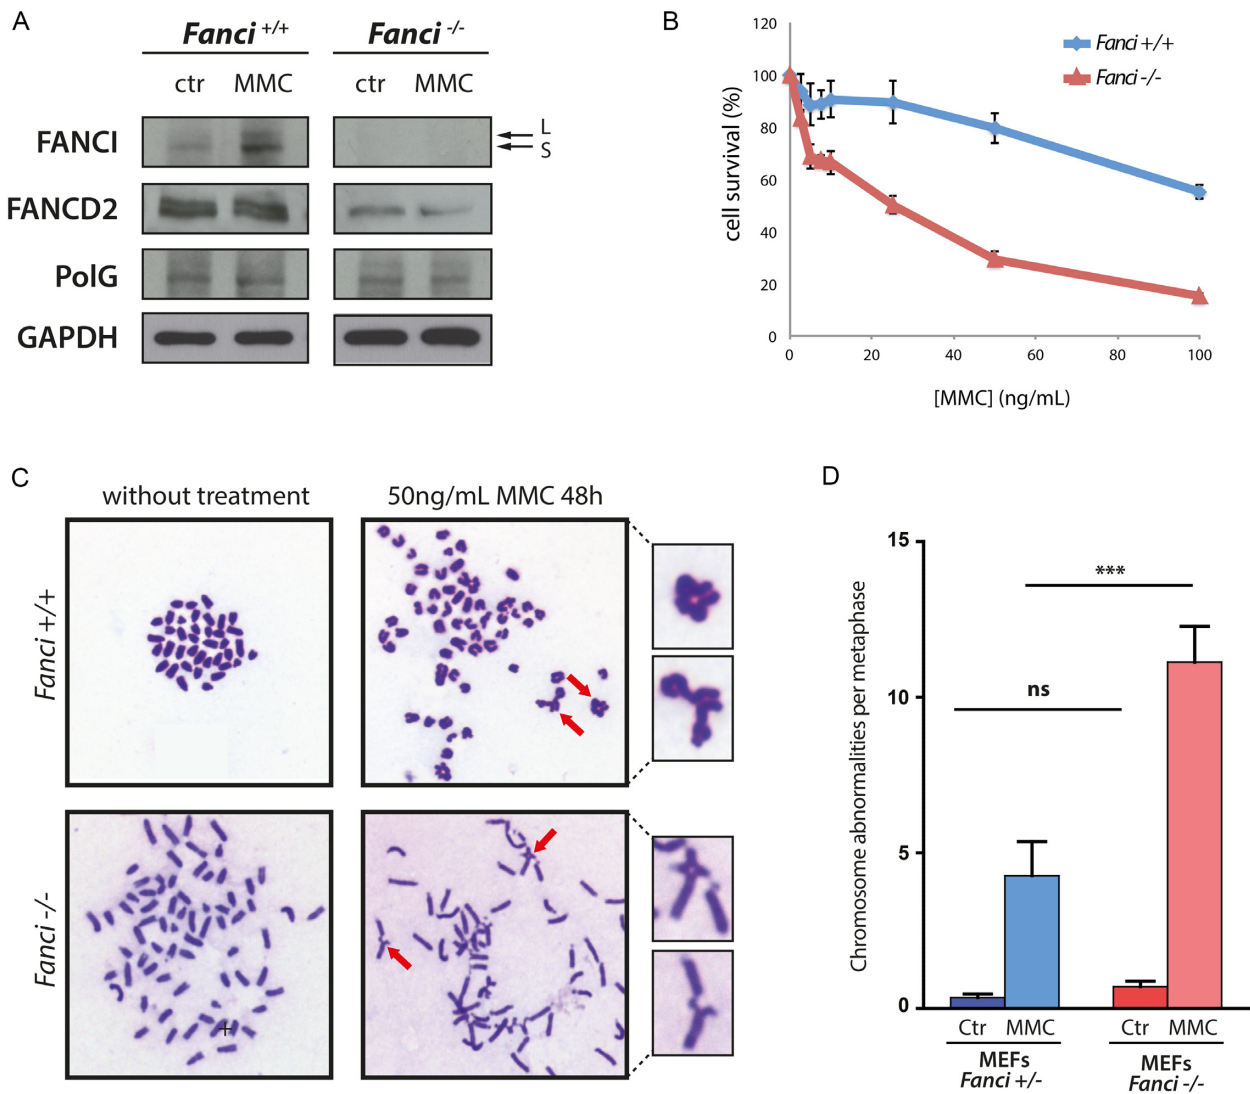 A
Fanci +/+
Fanci -/-
ctr MMC
ctr MMC
FANCI
L
S
FANCD2
PolG
GAPDH
B
120
100
80
60
40
20
0
cell survival (%)
Fanci +/+
Fanci -/-
0 20 40 60 80 100
[MMC] (ng/mL)
C
without treatment
50ng/mL MMC 48h
Fanci +/+
Fanci -/-
D
15
10
5
0
Chromosome abnormalities per metaphase
***
ns
Ctr MMC
Ctr MMC
MEFs
Fanci +/-
MEFs
Fanci -/-